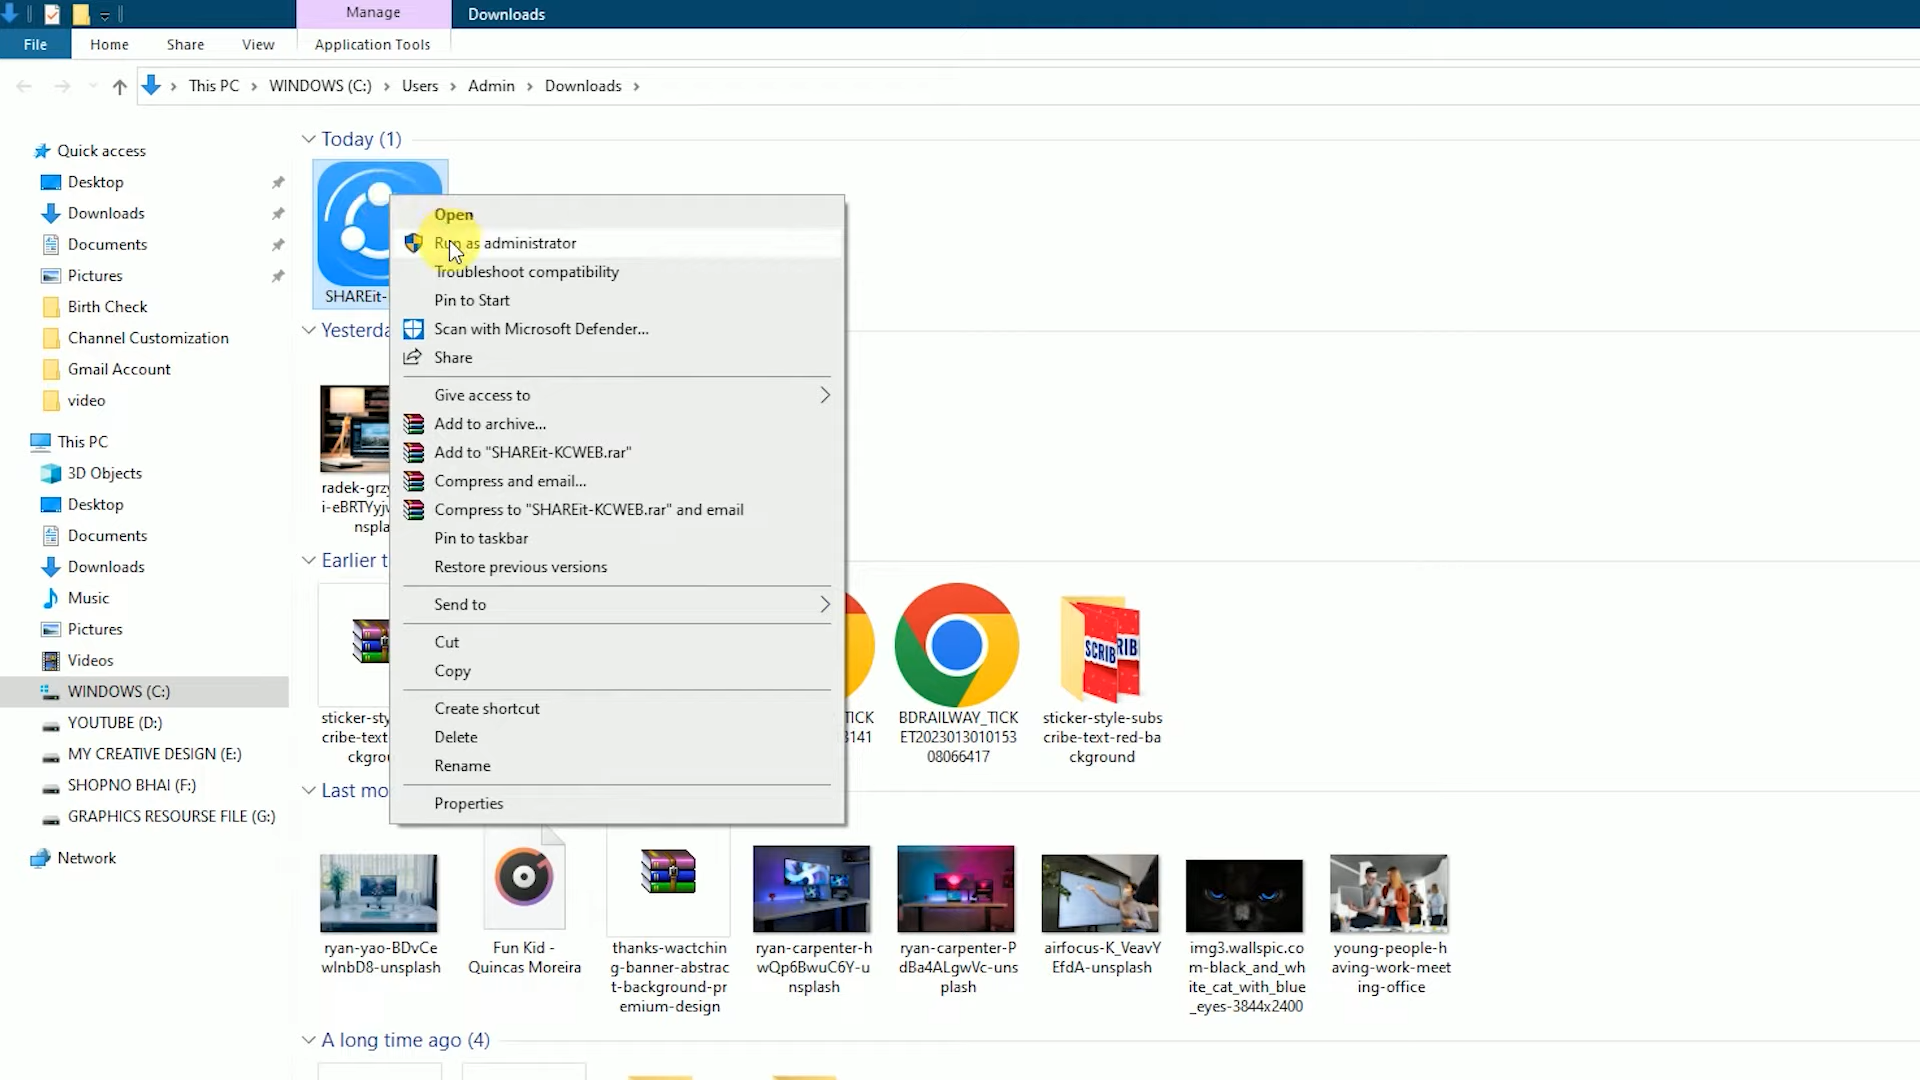 Manage
Downloads
File
Home
Share
View
Application Tools
This PC
WINDOWS (C:)
Users
Admin
Downloads
Quick access
Desktop
Downloads
Documents
Pictures
Birth Check
Channel Customization
Gmail Account
video
This PC
3D Objects
Desktop
Documents
Downloads
Music
Pictures
Videos
WINDOWS (C:)
YOUTUBE (D:)
MY CREATIVE DESIGN (E:)
SHOPNO BHAI (F:)
GRAPHICS RESOURSE FILE (G:)
Network
Today (1)
SHAREit-
Open
Run as administrator
Troubleshoot compatibility
Pin to Start
Scan with Microsoft Defender...
Share
Give access to
Add to archive...
Add to "SHAREit-KCWEB.rar"
Compress and email...
Compress to "SHAREit-KCWEB.rar" and email
Pin to taskbar
Restore previous versions
Send to
Cut
Copy
Create shortcut
Delete
Rename
Properties
Yesterda
radek-grzy
i-eBRTYyjv
nspla
Earlier t
sticker-sty
cribe-text
ckgrou
TICK
3141
BDRAILWAY_TICK
ET2023013010153
08066417
SCRIB
RIB
sticker-style-subs
cribe-text-red-ba
ckground
Last mo
ryan-yao-BDvCe
wInbD8-unsplash
Fun Kid -
Quincas Moreira
thanks-wactchin
g-banner-abstrac
t-background-pr
emium-design
ryan-carpenter-h
wQp6BwuC6Y-u
nsplash
ryan-carpenter-P
dBa4ALgwVc-uns
plash
airfocus-K_VeavY
EfdA-unsplash
img3.wallspic.co
m-black_and_wh
ite_cat_with_blue
_eyes-3844x2400
young-people-h
aving-work-meet
ing-office
A long time ago (4)